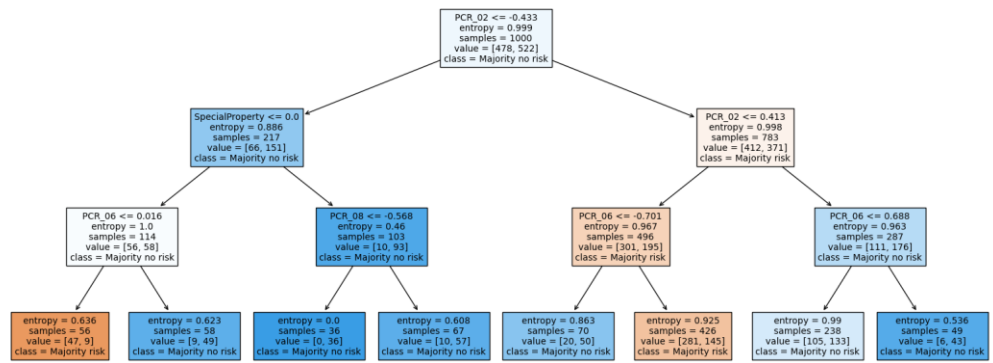 PCR_02 <= -0.433
entropy = 0.999
samples = 1000
value = [478, 522]
class = Majority no risk
SpecialProperty <= 0.0
entropy = 0.886
samples = 217
value = [66, 151]
class = Majority no risk
PCR_02 <= 0.413
entropy = 0.998
samples = 783
value = [412, 371]
class = Majority risk
PCR_06 <= 0.016
entropy = 1.0
samples = 114
value = [56, 58]
class = Majority no risk
PCR_08 <= -0.568
entropy = 0.46
samples = 103
value = [10, 93]
class = Majority no risk
PCR_06 <= -0.701
entropy = 0.967
samples = 496
value = [301, 195]
class = Majority risk
PCR_06 <= 0.688
entropy = 0.963
samples = 287
value = [111, 176]
class = Majority no risk
entropy = 0.636
samples = 56
value = [47, 9]
class = Majority risk
entropy = 0.623
samples = 58
value = [9, 49]
class = Majority no risk
entropy = 0.0
samples = 36
value = [0, 36]
class = Majority no risk
entropy = 0.608
samples = 67
value = [10, 57]
class = Majority no risk
entropy = 0.863
samples = 70
value = [20, 50]
class = Majority no risk
entropy = 0.925
samples = 426
value = [281, 145]
class = Majority risk
entropy = 0.99
samples = 238
value = [105, 133]
class = Majority no risk
entropy = 0.536
samples = 49
value = [6, 43]
class = Majority no risk